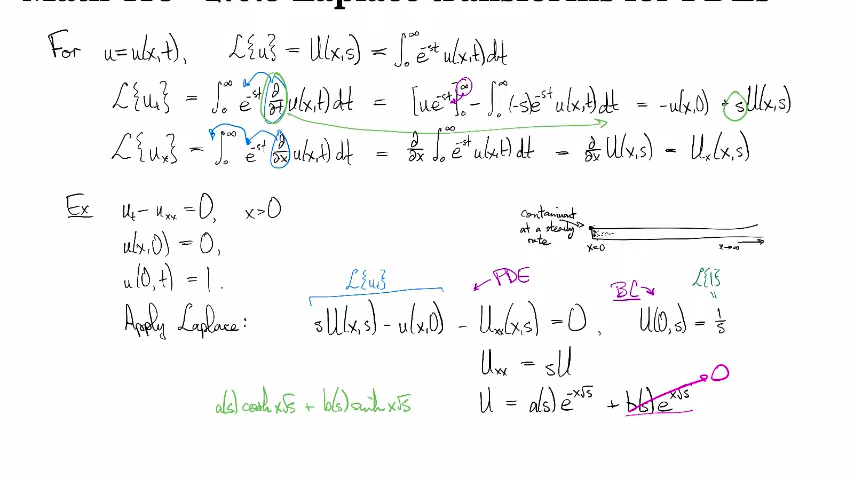 For u=u(x,t), L{u} = U(x,s) = ∫₀^∞ e^{-st} u(x,t)dt
L{u_t} = ∫₀^∞ e^{-st} ∂/∂t u(x,t)dt = [ue^{-st}]₀^∞ - ∫₀^∞ (-s)e^{-st} u(x,t)dt = -u(x,0) + sU(x,s)
L{u_x} = ∫₀^∞ e^{-st} ∂/∂x u(x,t)dt = ∂/∂x ∫₀^∞ e^{-st} u(x,t)dt = ∂/∂x U(x,s) = U_x(x,s)
Ex u_t - u_xx = 0, x>0
contaminant
at a steady
rate
x=0 x→∞
u(x,0) = 0,
u(0,t) = 1.
L{u_t} PDE BC L{1}
Apply Laplace: sU(x,s) - u(x,0) - U_xx(x,s) = 0, U(0,s) = 1/s
U_xx = sU
0
a(s) cosh x√s + b(s) sinh x√s U = a(s)e^{-x√s} + b(s)e^{x√s}